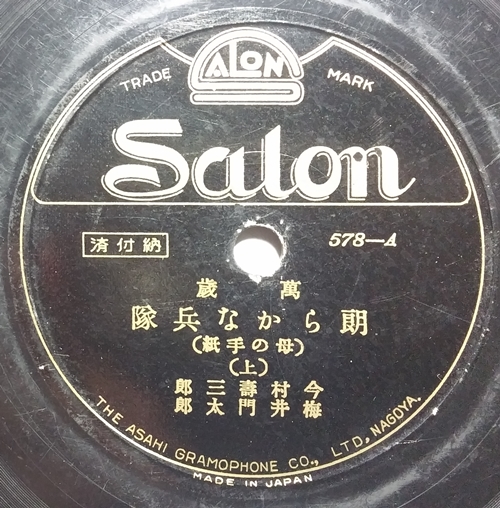 SALON
TRADE MARK
Salon
済付納
578—A
歳萬
隊兵なからか朗
(紙手の母)
(上)
郎三壽村今
郎太門井梅
THE ASAHI GRAMOPHONE CO., LTD, NAGOYA.
MADE IN JAPAN